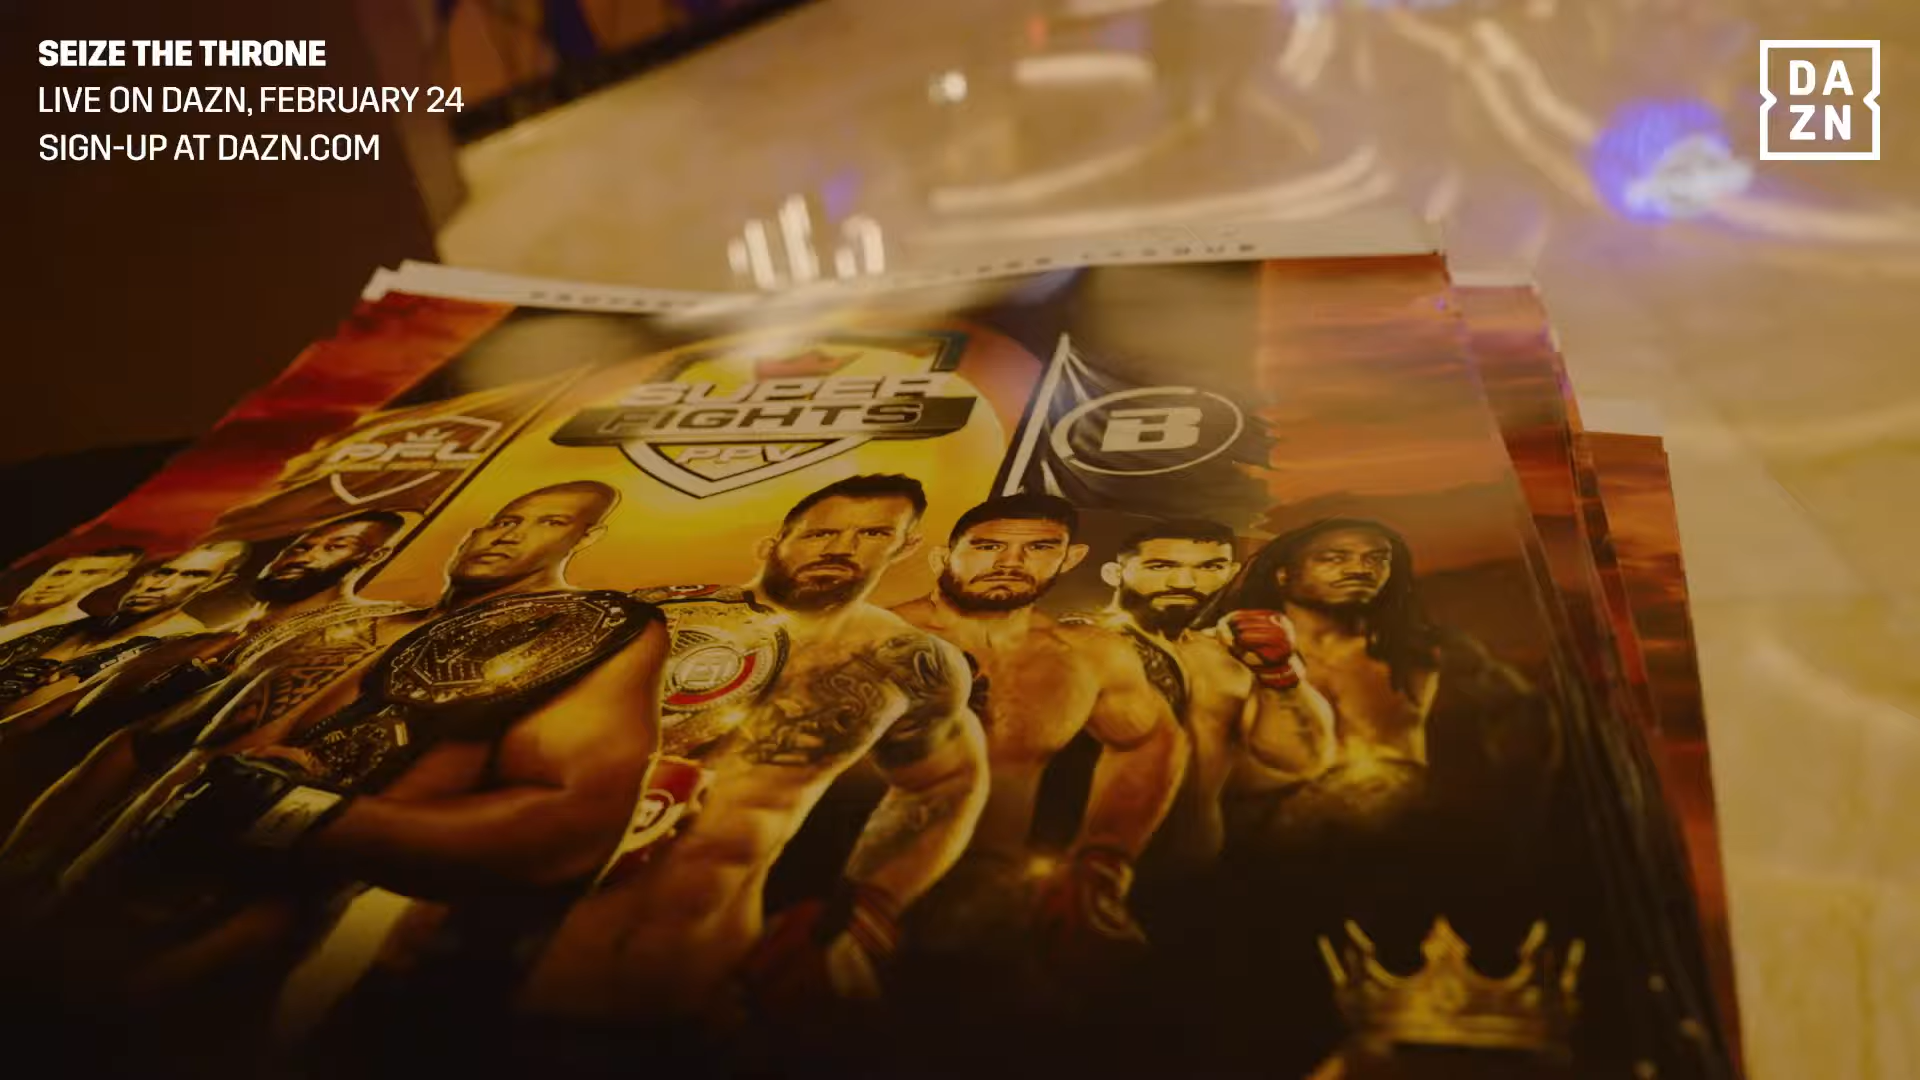 SEIZE THE THRONE
LIVE ON DAZN, FEBRUARY 24
SIGN-UP AT DAZN.COM
DA
ZN
SUPER
FIGHTS
PPV
PFL
B